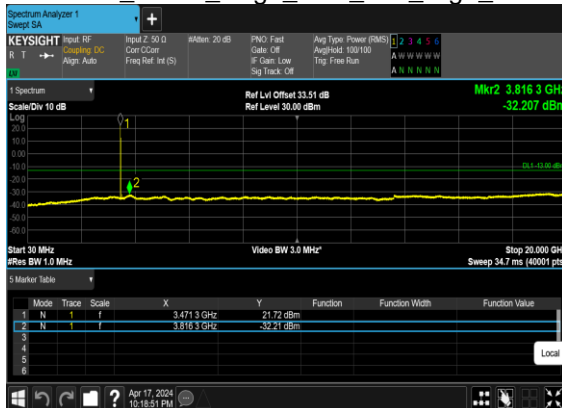 Spectrum Analyzer 1
Swept SA
+
KEYSIGHT
R T
Input: RF
Coupling: DC
Align: Auto
Input Z: 50 Ω
Corr CCorr
Freq Ref: Int (S)
#Atten: 20 dB
PNO: Fast
Gate: Off
IF Gain: Low
Sig Track: Off
Avg Type: Power (RMS)
Avg|Hold: 100/100
Trig: Free Run
1 2 3 4 5 6
A W W W W W
A N N N N N
1 Spectrum
Scale/Div 10 dB
Ref Lvl Offset 33.51 dB
Ref Level 30.00 dBm
Mkr2 3.816 3 GHz
-32.207 dBm
Log
20.0
10.0
0.00
-10.0
-20.0
-30.0
-40.0
-50.0
-60.0
1
2
DL1 -13.00 dBm
Start 30 MHz
#Res BW 1.0 MHz
Video BW 3.0 MHz*
Stop 20.000 GHz
Sweep 34.7 ms (40001 pts)
5 Marker Table
Mode Trace Scale X Y Function Function Width Function Value
1 N 1 f 3.471 3 GHz 21.72 dBm
2 N 1 f 3.816 3 GHz -32.21 dBm
3
4
5
6
Local
?
Apr 17, 2024
10:18:51 PM